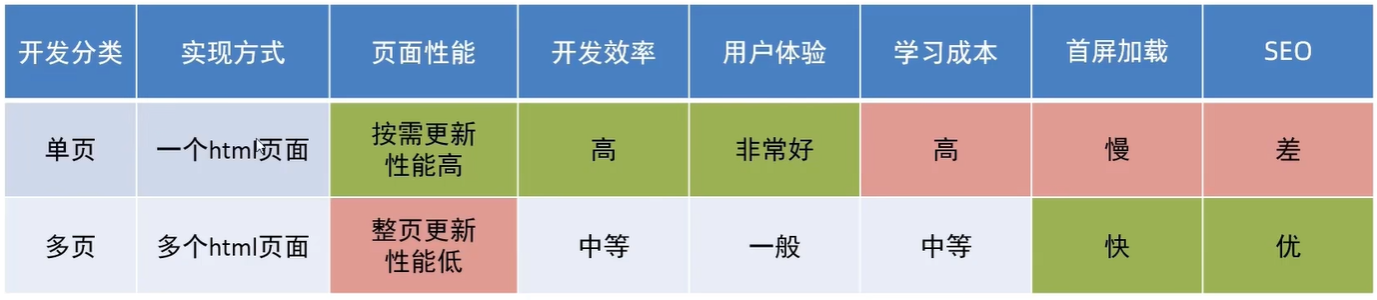 开发分类 实现方式 页面性能 开发效率 用户体验 学习成本 首屏加载 SEO
单页 一个html页面 按需更新 高 非常好 高 慢 差
性能高
多页 多个html页面 整页更新 中等 一般 中等 快 优
性能低